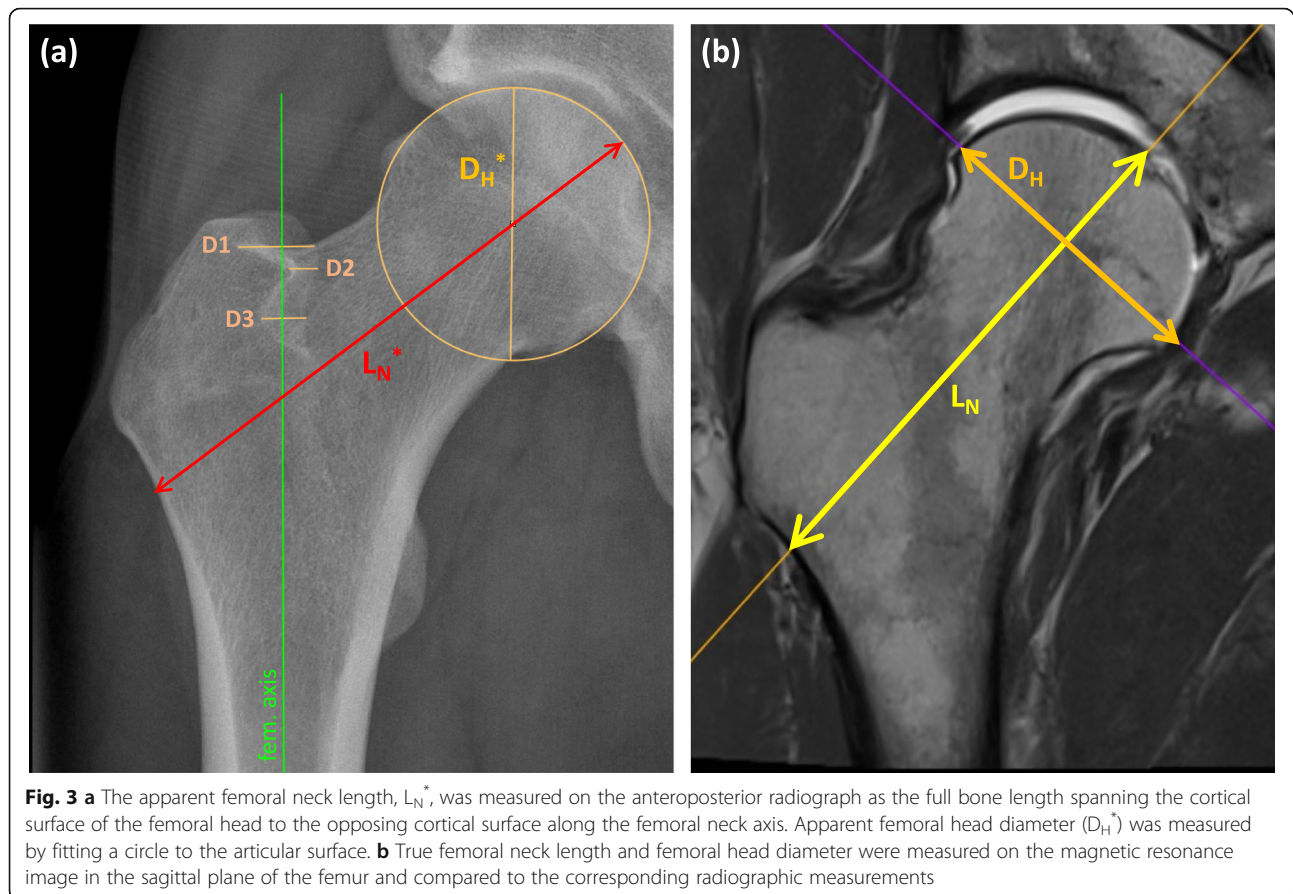 (a)
D_H^*
D1
D2
D3
L_N^*
fem. axis
(b)
D_H
L_N
Fig. 3 a The apparent femoral neck length, L_N^*, was measured on the anteroposterior radiograph as the full bone length spanning the cortical
surface of the femoral head to the opposing cortical surface along the femoral neck axis. Apparent femoral head diameter (D_H^*) was measured
by fitting a circle to the articular surface. b True femoral neck length and femoral head diameter were measured on the magnetic resonance
image in the sagittal plane of the femur and compared to the corresponding radiographic measurements